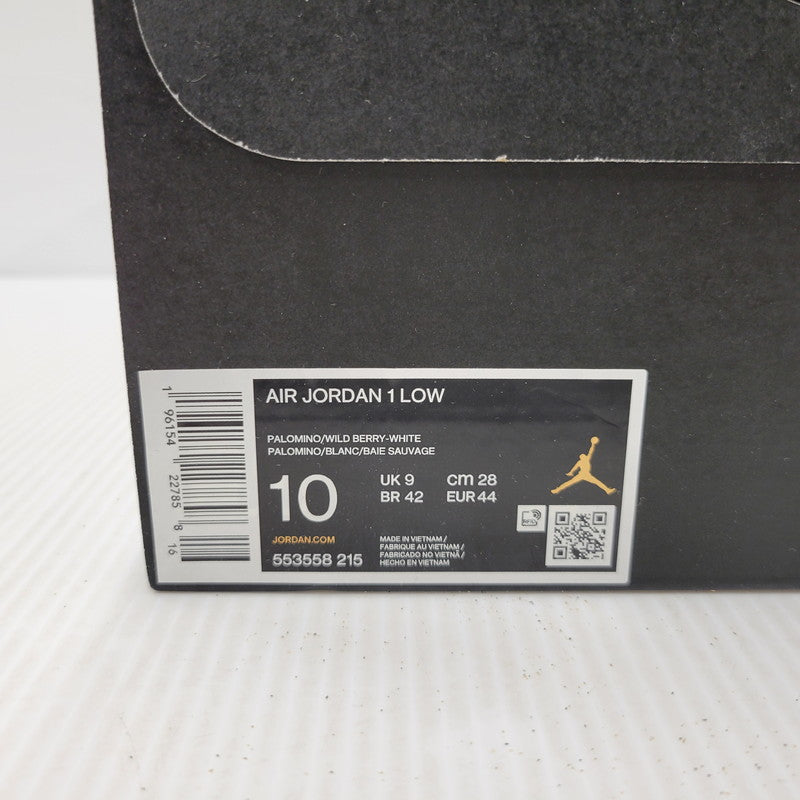 AIR JORDAN 1 LOW
PALOMINO/WILD BERRY-WHITE
PALOMINO/BLANC/BAIE SAUVAGE
10
UK 9 CM 28
BR 42 EUR 44
JORDAN.COM
553558 215
MADE IN VIETNAM /
FABRIQUE AU VIETNAM /
FABRICADO NO VIETNÃ /
HECHO EN VIETNAM
1 96154 22785 8 16